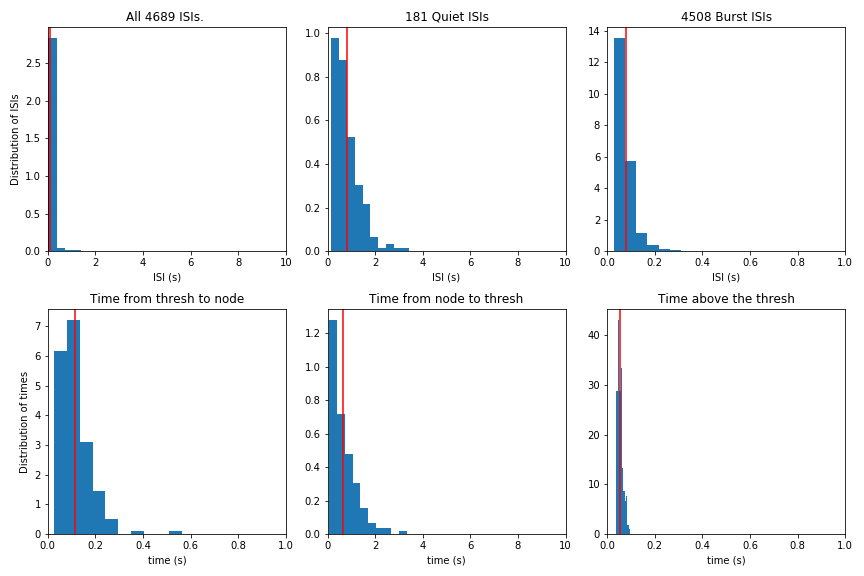 All 4689 ISIs.
181 Quiet ISIs
4508 Burst ISIs
Distribution of ISIs
2.5
2.0
1.5
1.0
0.5
0.0
0 2 4 6 8 10
ISI (s)
1.0
0.8
0.6
0.4
0.2
0.0
0 2 4 6 8 10
ISI (s)
14
12
10
8
6
4
2
0
0.0 0.2 0.4 0.6 0.8 1.0
ISI (s)
Time from thresh to node
Time from node to thresh
Time above the thresh
Distribution of times
7
6
5
4
3
2
1
0
0.0 0.2 0.4 0.6 0.8 1.0
time (s)
1.2
1.0
0.8
0.6
0.4
0.2
0.0
0 2 4 6 8 10
time (s)
40
30
20
10
0
0.0 0.2 0.4 0.6 0.8 1.0
time (s)